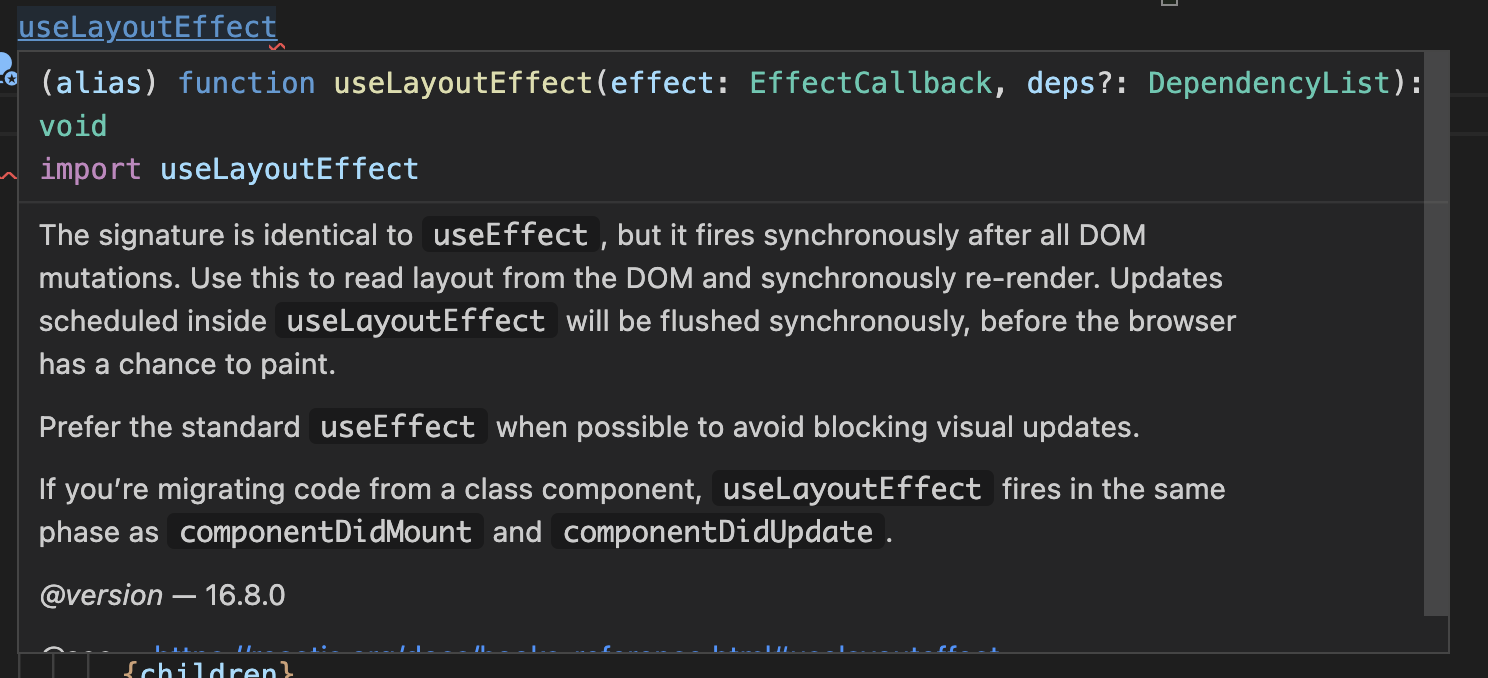 useLayoutEffect
(alias) function useLayoutEffect(effect: EffectCallback, deps?: DependencyList):
void
import useLayoutEffect
The signature is identical to useEffect, but it fires synchronously after all DOM
mutations. Use this to read layout from the DOM and synchronously re-render. Updates
scheduled inside useLayoutEffect will be flushed synchronously, before the browser
has a chance to paint.
Prefer the standard useEffect when possible to avoid blocking visual updates.
If you’re migrating code from a class component, useLayoutEffect fires in the same
phase as componentDidMount and componentDidUpdate.
@version — 16.8.0
{children}